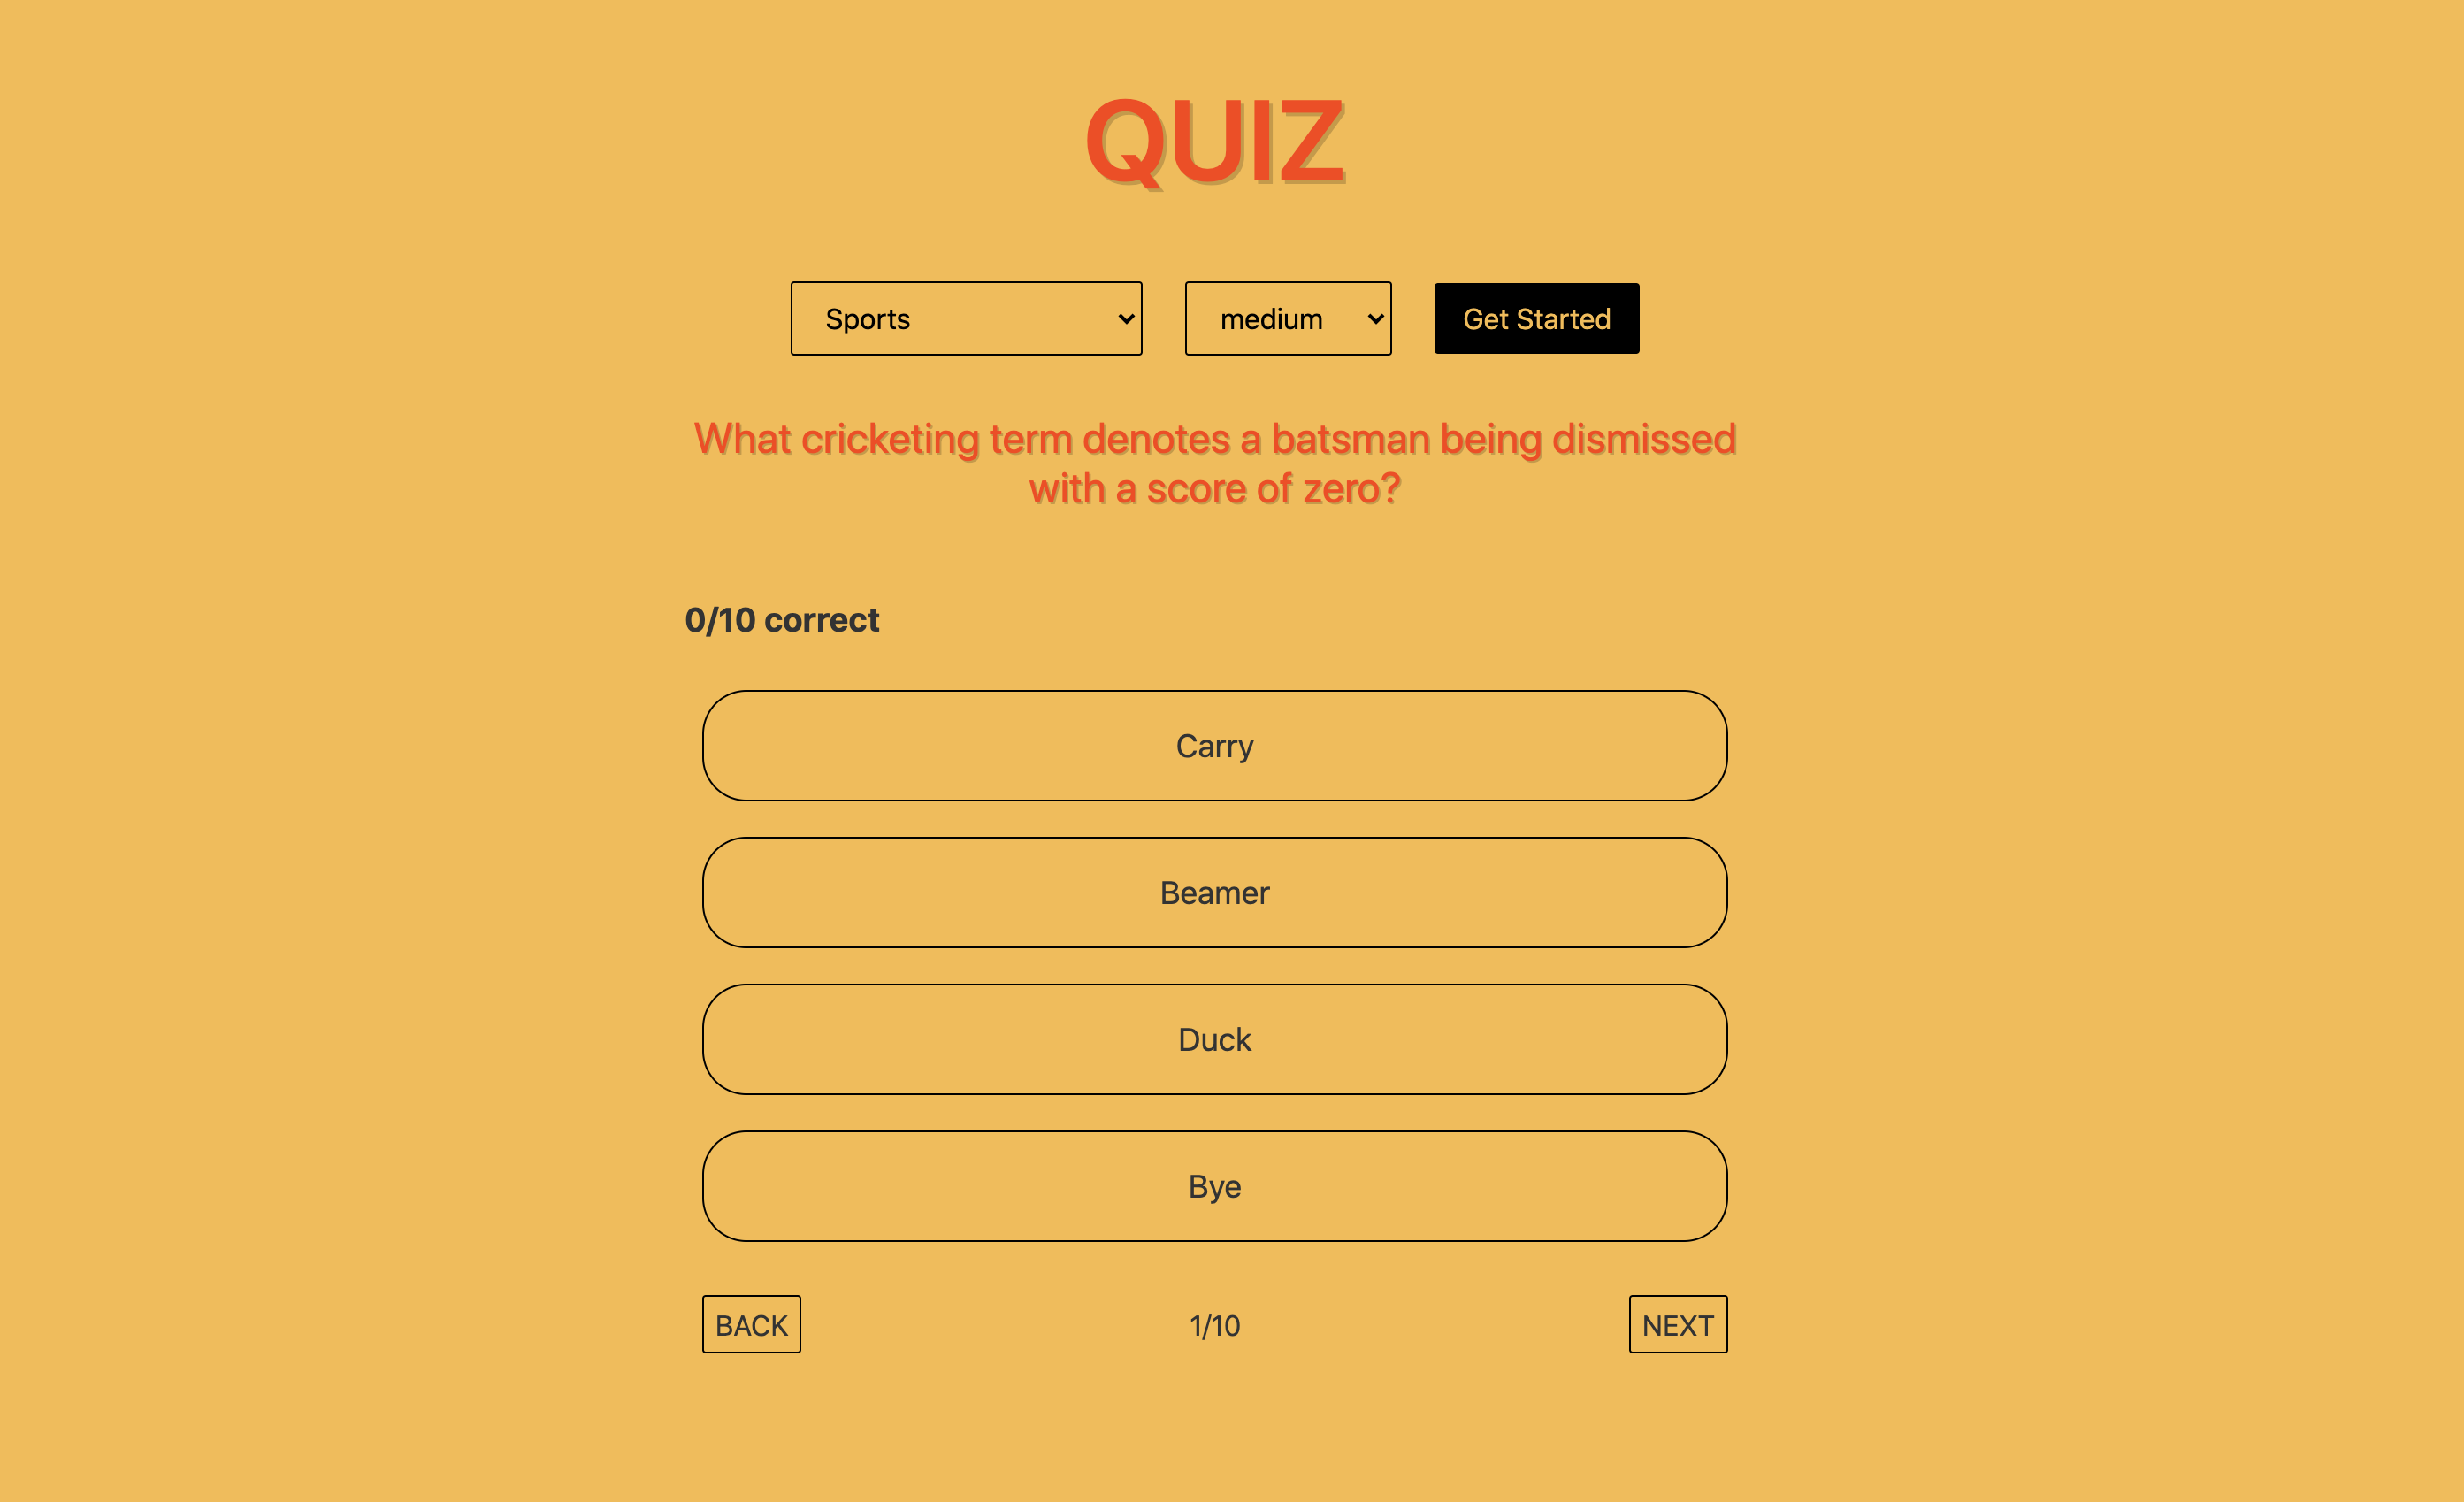 QUIZ
Sports medium Get Started
What cricketing term denotes a batsman being dismissed
with a score of zero?
0/10 correct
Carry
Beamer
Duck
Bye
BACK 1/10 NEXT